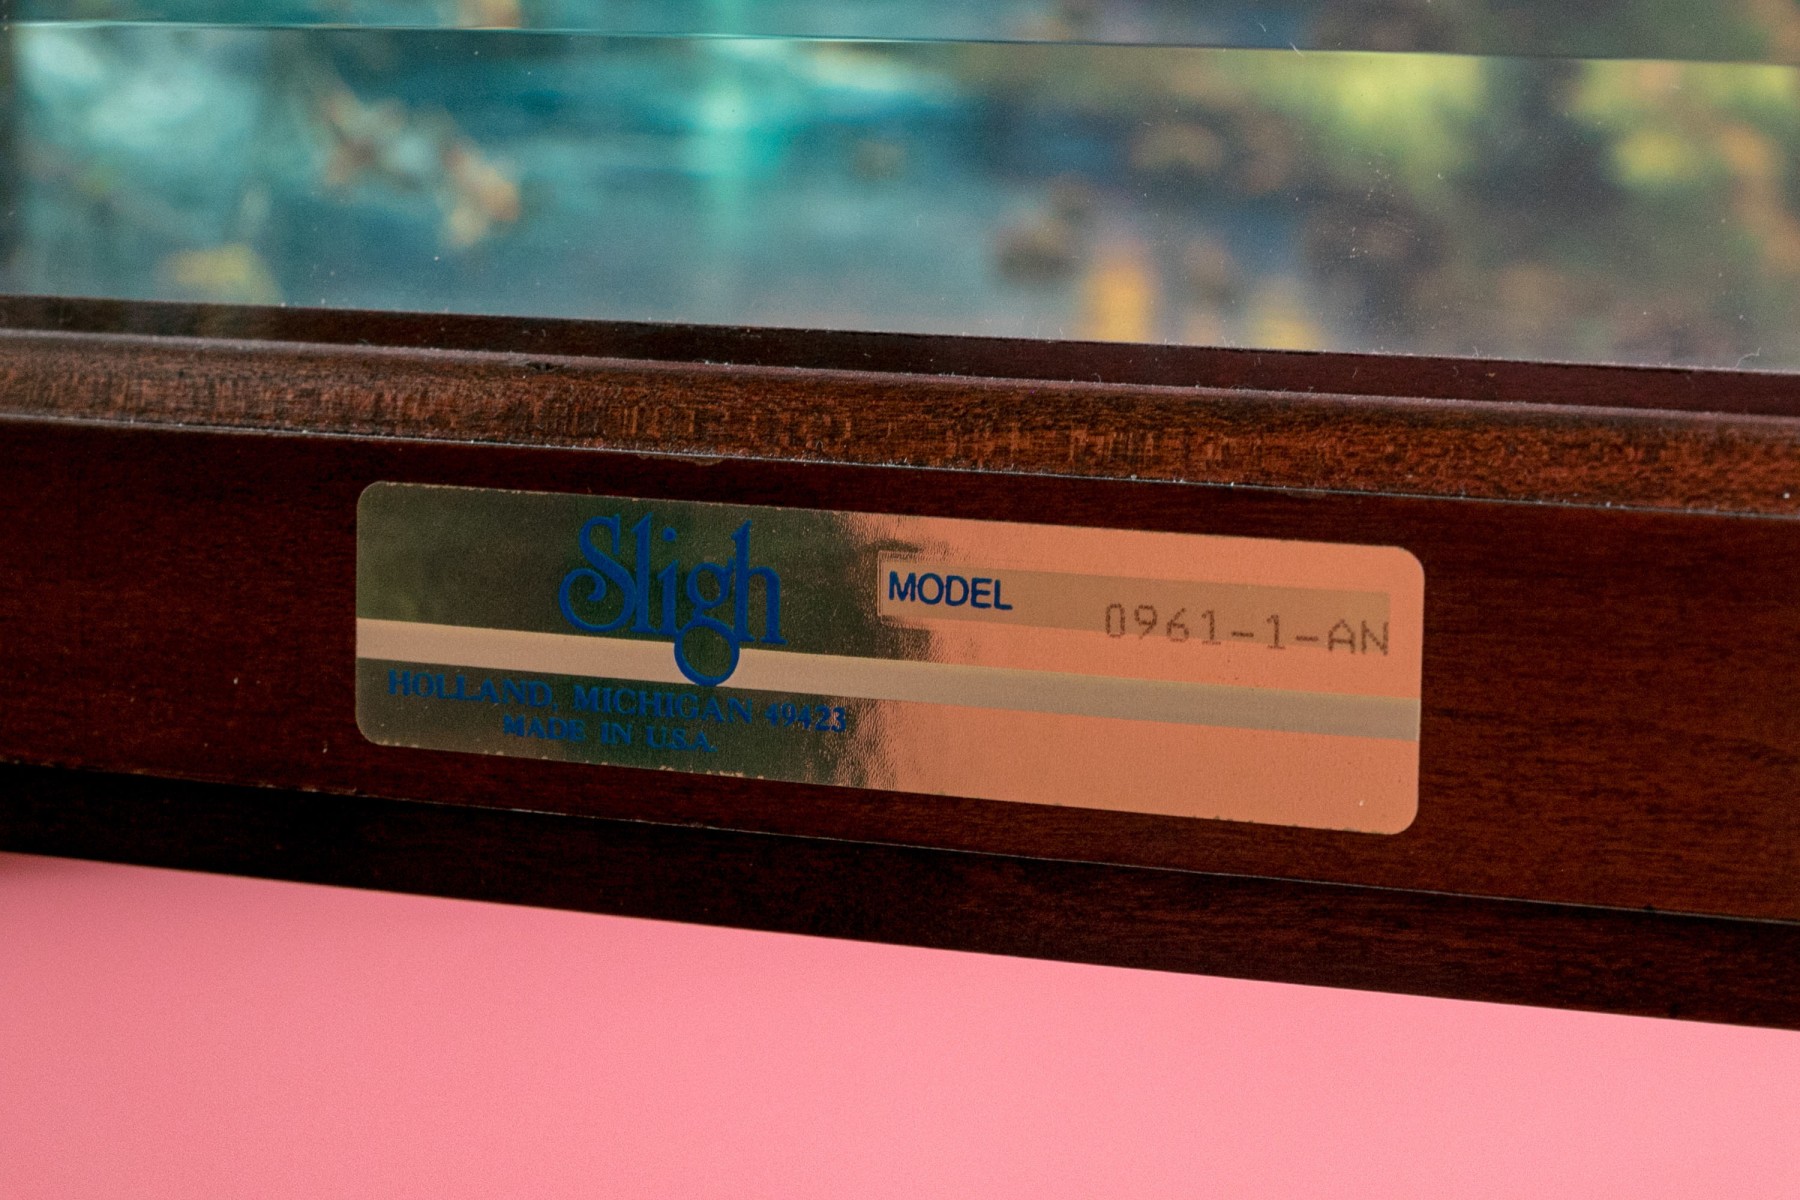 Sligh
HOLLAND, MICHIGAN 49423
MADE IN U.S.A.
MODEL
0961-1-AN